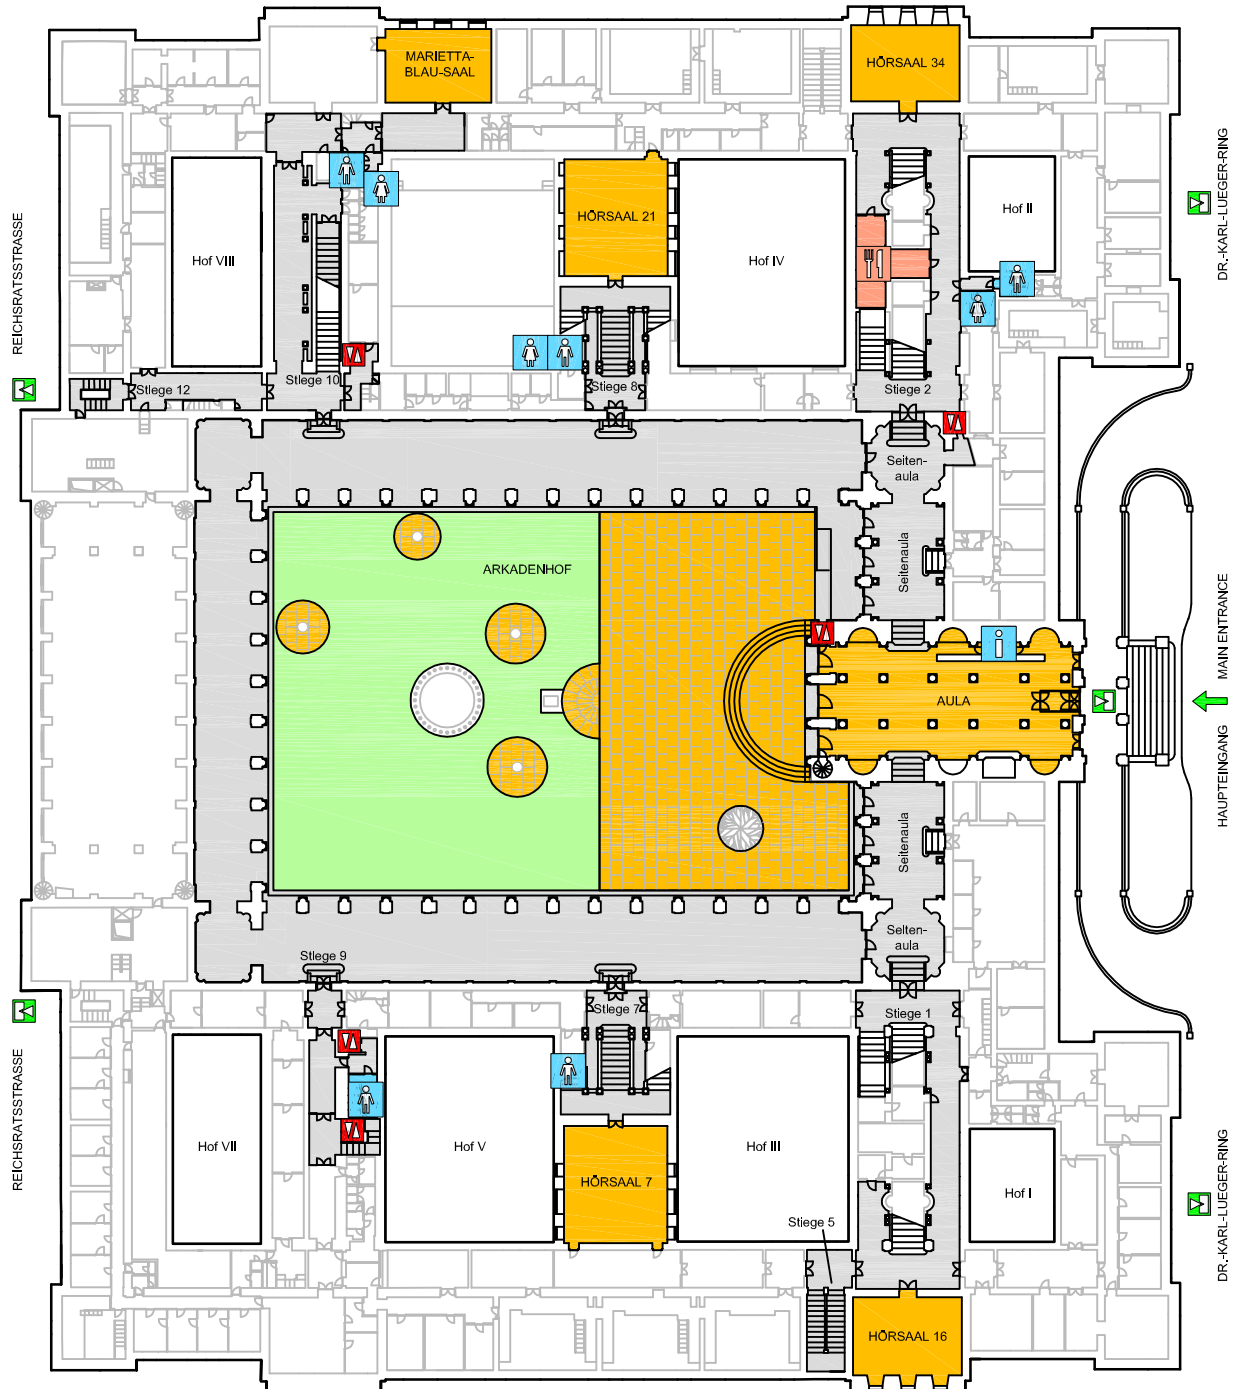 MARIETTA-
BLAU-SAAL
HÖRSAAL 34
DR.-KARL-LUEGER-RING
REICHSRATSSTRASSE
Hof VIII
HÖRSAAL 21
Hof IV
Hof II
Stiege 12
Stiege 10
Stiege 8
Stiege 2
Seiten-
aula
Seitenaula
ARKADENHOF
MAIN ENTRANCE
HAUPTEINGANG
AULA
Seitenaula
Seiten-
aula
Stiege 9
Stiege 7
Stiege 1
REICHSRATSSTRASSE
Hof VII
Hof V
Hof III
Hof I
HÖRSAAL 7
Stiege 5
DR.-KARL-LUEGER-RING
HÖRSAAL 16